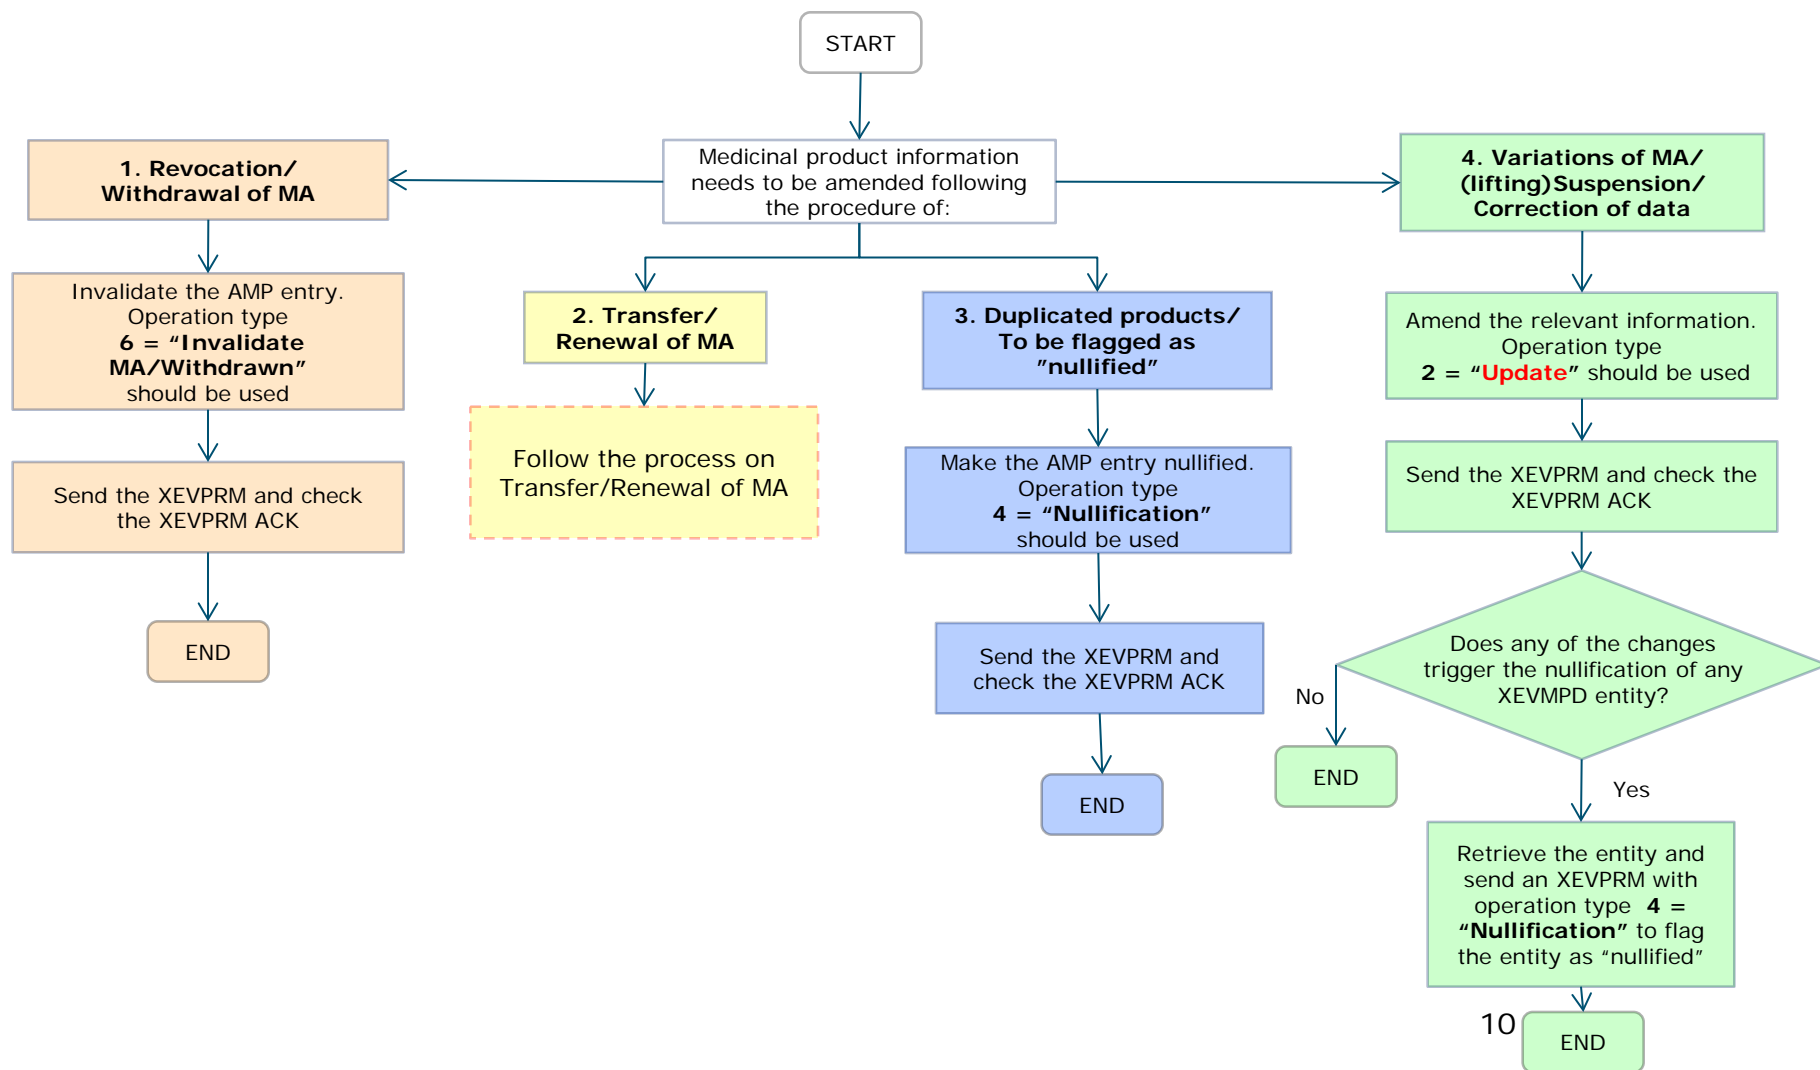 START
Medicinal product information
needs to be amended following
the procedure of:
1. Revocation/
Withdrawal of MA
Invalidate the AMP entry.
Operation type
6 = “Invalidate
MA/Withdrawn”
should be used
Send the XEVPRM and check
the XEVPRM ACK
END
2. Transfer/
Renewal of MA
Follow the process on
Transfer/Renewal of MA
3. Duplicated products/
To be flagged as
”nullified”
Make the AMP entry nullified.
Operation type
4 = “Nullification”
should be used
Send the XEVPRM and
check the XEVPRM ACK
END
4. Variations of MA/
(lifting)Suspension/
Correction of data
Amend the relevant information.
Operation type
2 = “Update” should be used
Send the XEVPRM and check the
XEVPRM ACK
Does any of the changes
trigger the nullification of any
XEVMPD entity?
No
END
Yes
Retrieve the entity and
send an XEVPRM with
operation type 4 =
“Nullification” to flag
the entity as “nullified”
END
10